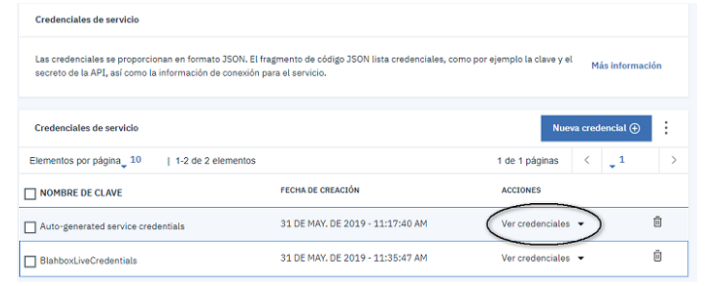 Credenciales de servicio
Las credenciales se proporcionan en formato JSON. El fragmento de código JSON lista credenciales, como por ejemplo la clave y el
secreto de la API, así como la información de conexión para el servicio.
Más información
Credenciales de servicio
Nueva credencial
Elementos por página 10 | 1-2 de 2 elementos 1 de 1 páginas < 1 >
NOMBRE DE CLAVE FECHA DE CREACIÓN ACCIONES
Auto-generated service credentials 31 DE MAY. DE 2019 - 11:17:40 AM Ver credenciales
BlahboxLiveCredentials 31 DE MAY. DE 2019 - 11:35:47 AM Ver credenciales